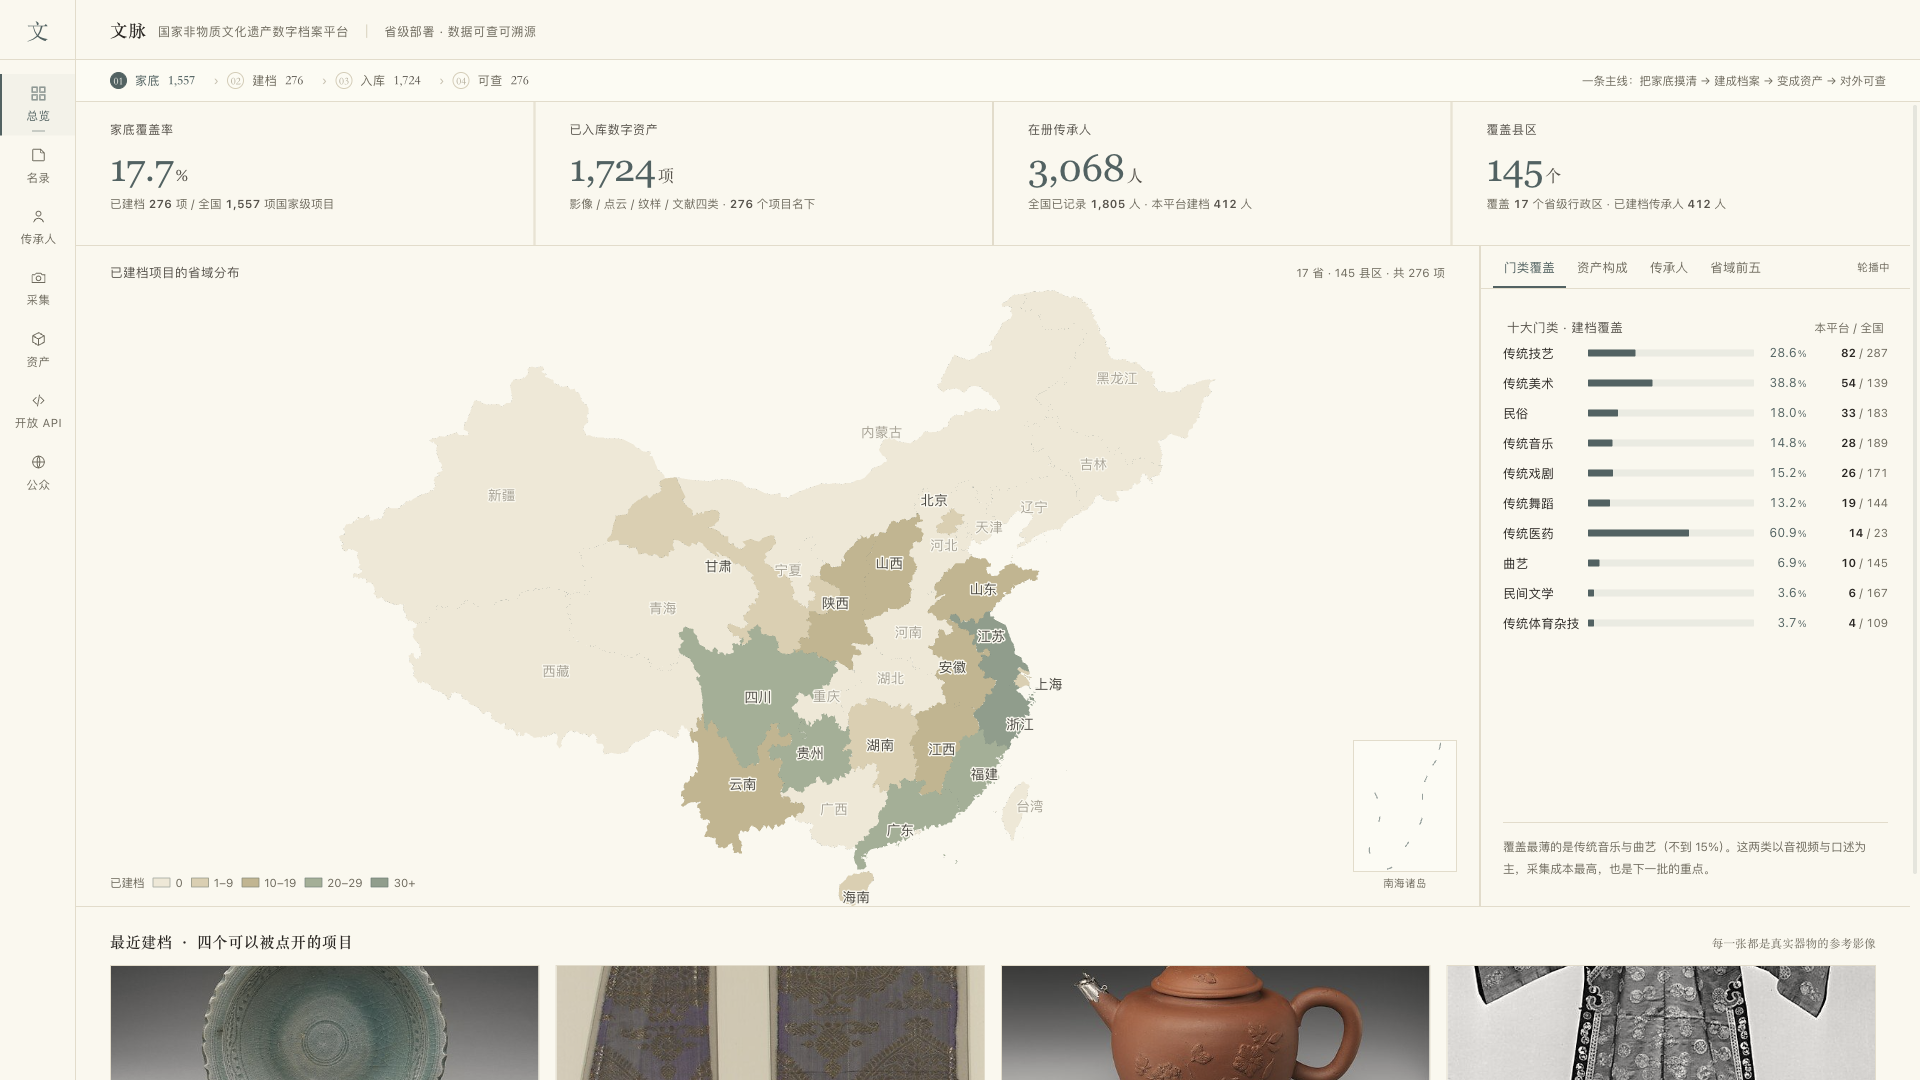 文
文脉 国家非物质文化遗产数字档案平台 省级部署 · 数据可查可溯源
01 家底 1,557 › 02 建档 276 › 03 入库 1,724 › 04 可查 276
一条主线：把家底摸清 → 建成档案 → 变成资产 → 对外可查
总览
名录
传承人
采集
资产
开放 API
公众
家底覆盖率
17.7%
已建档 276 项 / 全国 1,557 项国家级项目
已入库数字资产
1,724项
影像 / 点云 / 纹样 / 文献四类 · 276 个项目名下
在册传承人
3,068人
全国已记录 1,805 人 · 本平台建档 412 人
覆盖县区
145个
覆盖 17 个省级行政区 · 已建档传承人 412 人
已建档项目的省域分布
17 省 · 145 县区 · 共 276 项
黑龙江
内蒙古
吉林
新疆
北京
辽宁
天津
河北
山西
甘肃
宁夏
山东
陕西
青海
河南
江苏
安徽
西藏
湖北
上海
四川
重庆
浙江
湖南
江西
贵州
福建
云南
台湾
广西
广东
海南
南海诸岛
已建档 0 1–9 10–19 20–29 30+
门类覆盖 资产构成 传承人 省域前五 轮播中
十大门类 · 建档覆盖 本平台 / 全国
传统技艺 28.6% 82 / 287
传统美术 38.8% 54 / 139
民俗 18.0% 33 / 183
传统音乐 14.8% 28 / 189
传统戏剧 15.2% 26 / 171
传统舞蹈 13.2% 19 / 144
传统医药 60.9% 14 / 23
曲艺 6.9% 10 / 145
民间文学 3.6% 6 / 167
传统体育杂技 3.7% 4 / 109
覆盖最薄的是传统音乐与曲艺（不到 15%）。这两类以音视频与口述为
主，采集成本最高，也是下一批的重点。
最近建档 · 四个可以被点开的项目
每一张都是真实器物的参考影像